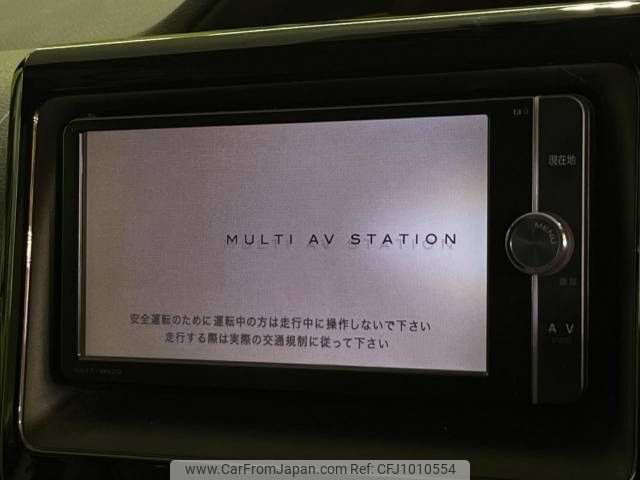 現在地
MENU
MULTI AV STATION
安全運転のために運転中の方は走行中に操作しないで下さい
走行する際は実際の交通規制に従って下さい
A V
www.CarFromJapan.com | Car ID: CFJ1010554